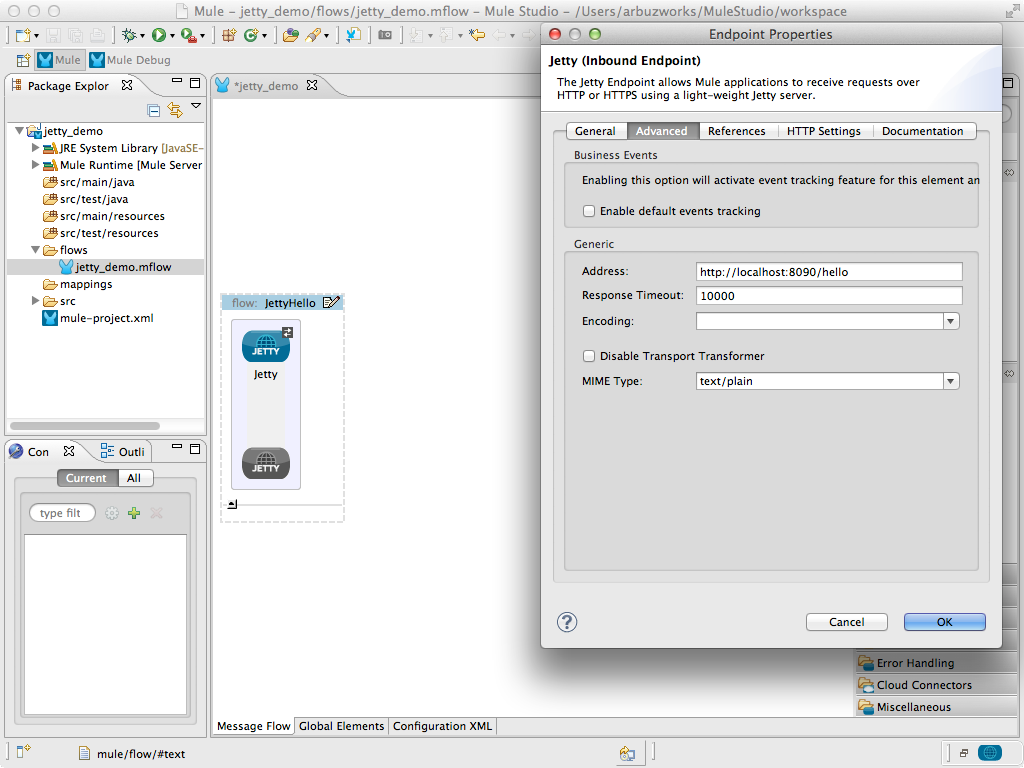 Mule – jetty_demo/flows/jetty_demo.mflow – Mule Studio – /Users/arbuzworks/MuleStudio/workspace
Mule
Mule Debug
Package Explor
jetty_demo
JRE System Library [JavaSE-
Mule Runtime [Mule Server
src/main/java
src/test/java
src/main/resources
src/test/resources
flows
jetty_demo.mflow
mappings
src
mule-project.xml
Con
Outli
Current
All
type filt
*jetty_demo
flow: JettyHello
JETTY
Jetty
JETTY
Message Flow
Global Elements
Configuration XML
Endpoint Properties
Jetty (Inbound Endpoint)
The Jetty Endpoint allows Mule applications to receive requests over
HTTP or HTTPS using a light-weight Jetty server.
General
Advanced
References
HTTP Settings
Documentation
Business Events
Enabling this option will activate event tracking feature for this element an
Enable default events tracking
Generic
Address: http://localhost:8090/hello
Response Timeout: 10000
Encoding:
Disable Transport Transformer
MIME Type: text/plain
?
Cancel
OK
Error Handling
Cloud Connectors
Miscellaneous
mule/flow/#text